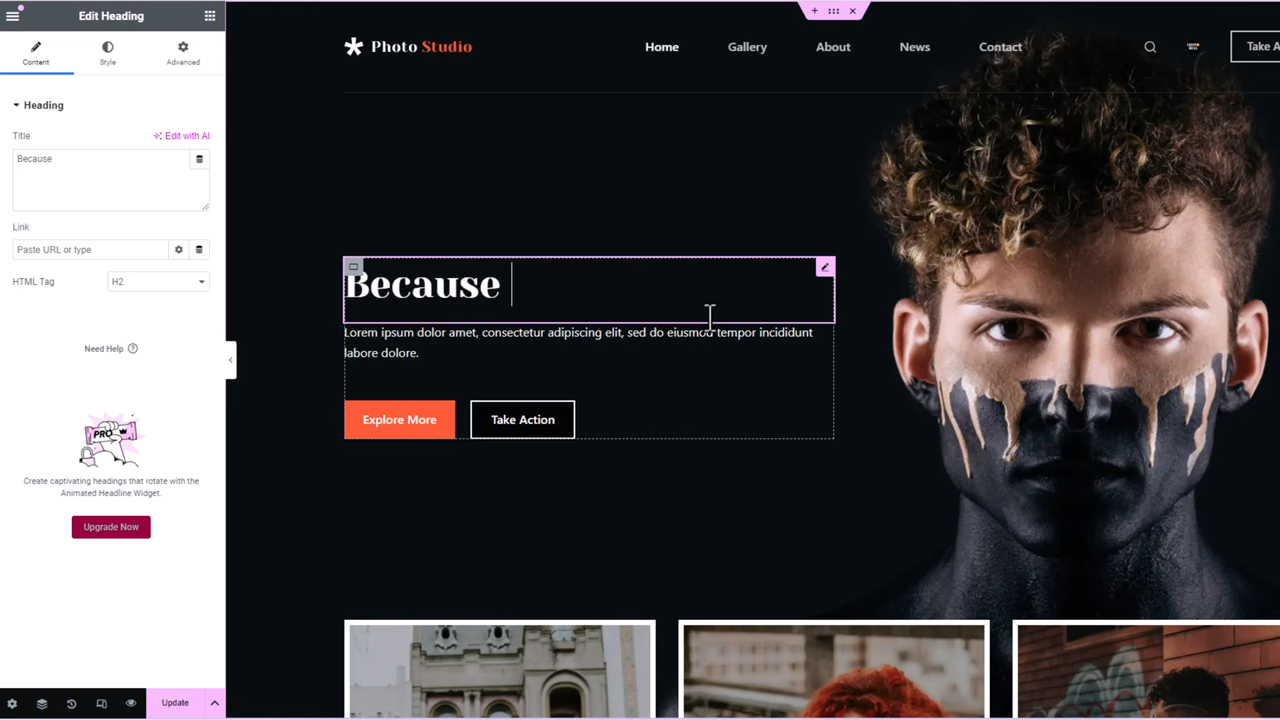 Edit Heading
Content
Style
Advanced
Heading
Title
Edit with AI
Because
Link
Paste URL or type
HTML Tag
H2
Need Help
PRO
Create captivating headings that rotate with the
Animated Headline Widget.
Upgrade Now
Update
Photo Studio
Home
Gallery
About
News
Contact
Take A
Because
Lorem ipsum dolor amet, consectetur adipiscing elit, sed do eiusmod tempor incididunt
labore dolore.
Explore More
Take Action